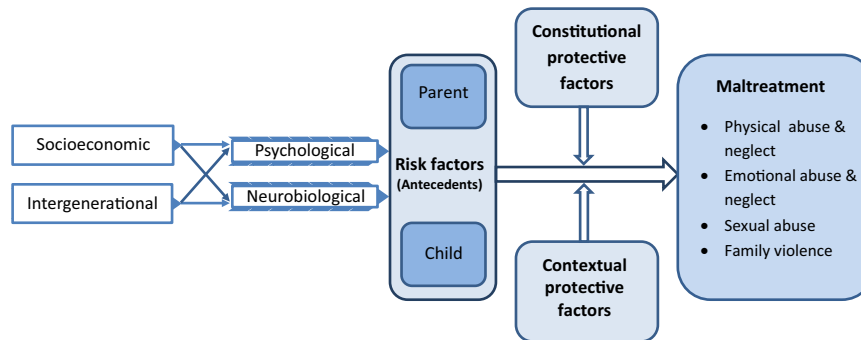 Socioeconomic
Intergenerational
Psychological
Neurobiological
Parent
Risk factors
(Antecedents)
Child
Constitutional
protective
factors
Contextual
protective
factors
Maltreatment
• Physical abuse &
neglect
• Emotional abuse &
neglect
• Sexual abuse
• Family violence